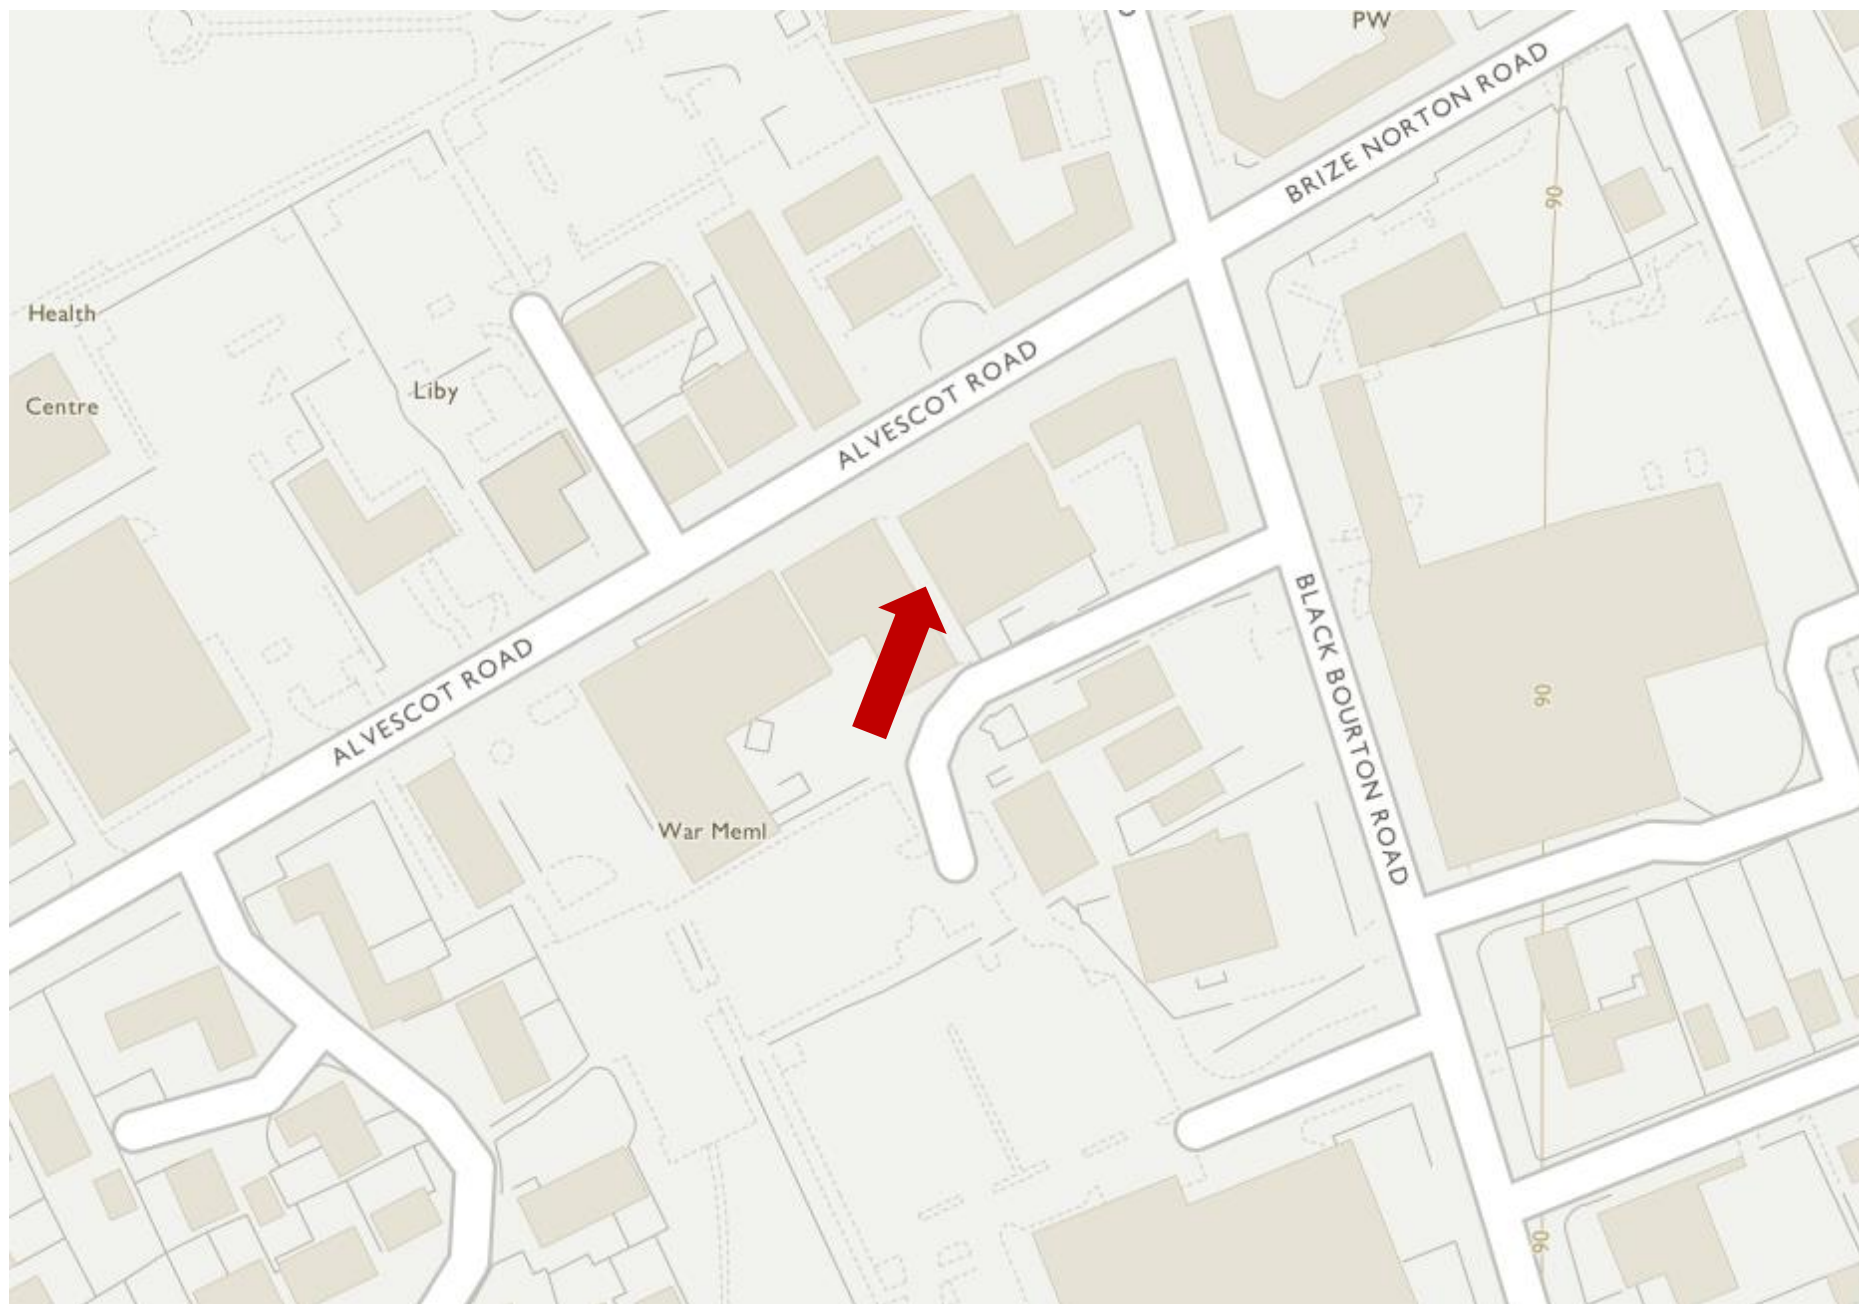 PW
BRIZE NORTON ROAD
90
Health
Centre
Liby
ALVESCOT ROAD
ALVESCOT ROAD
BLACK BOURTON ROAD
90
War Meml
90